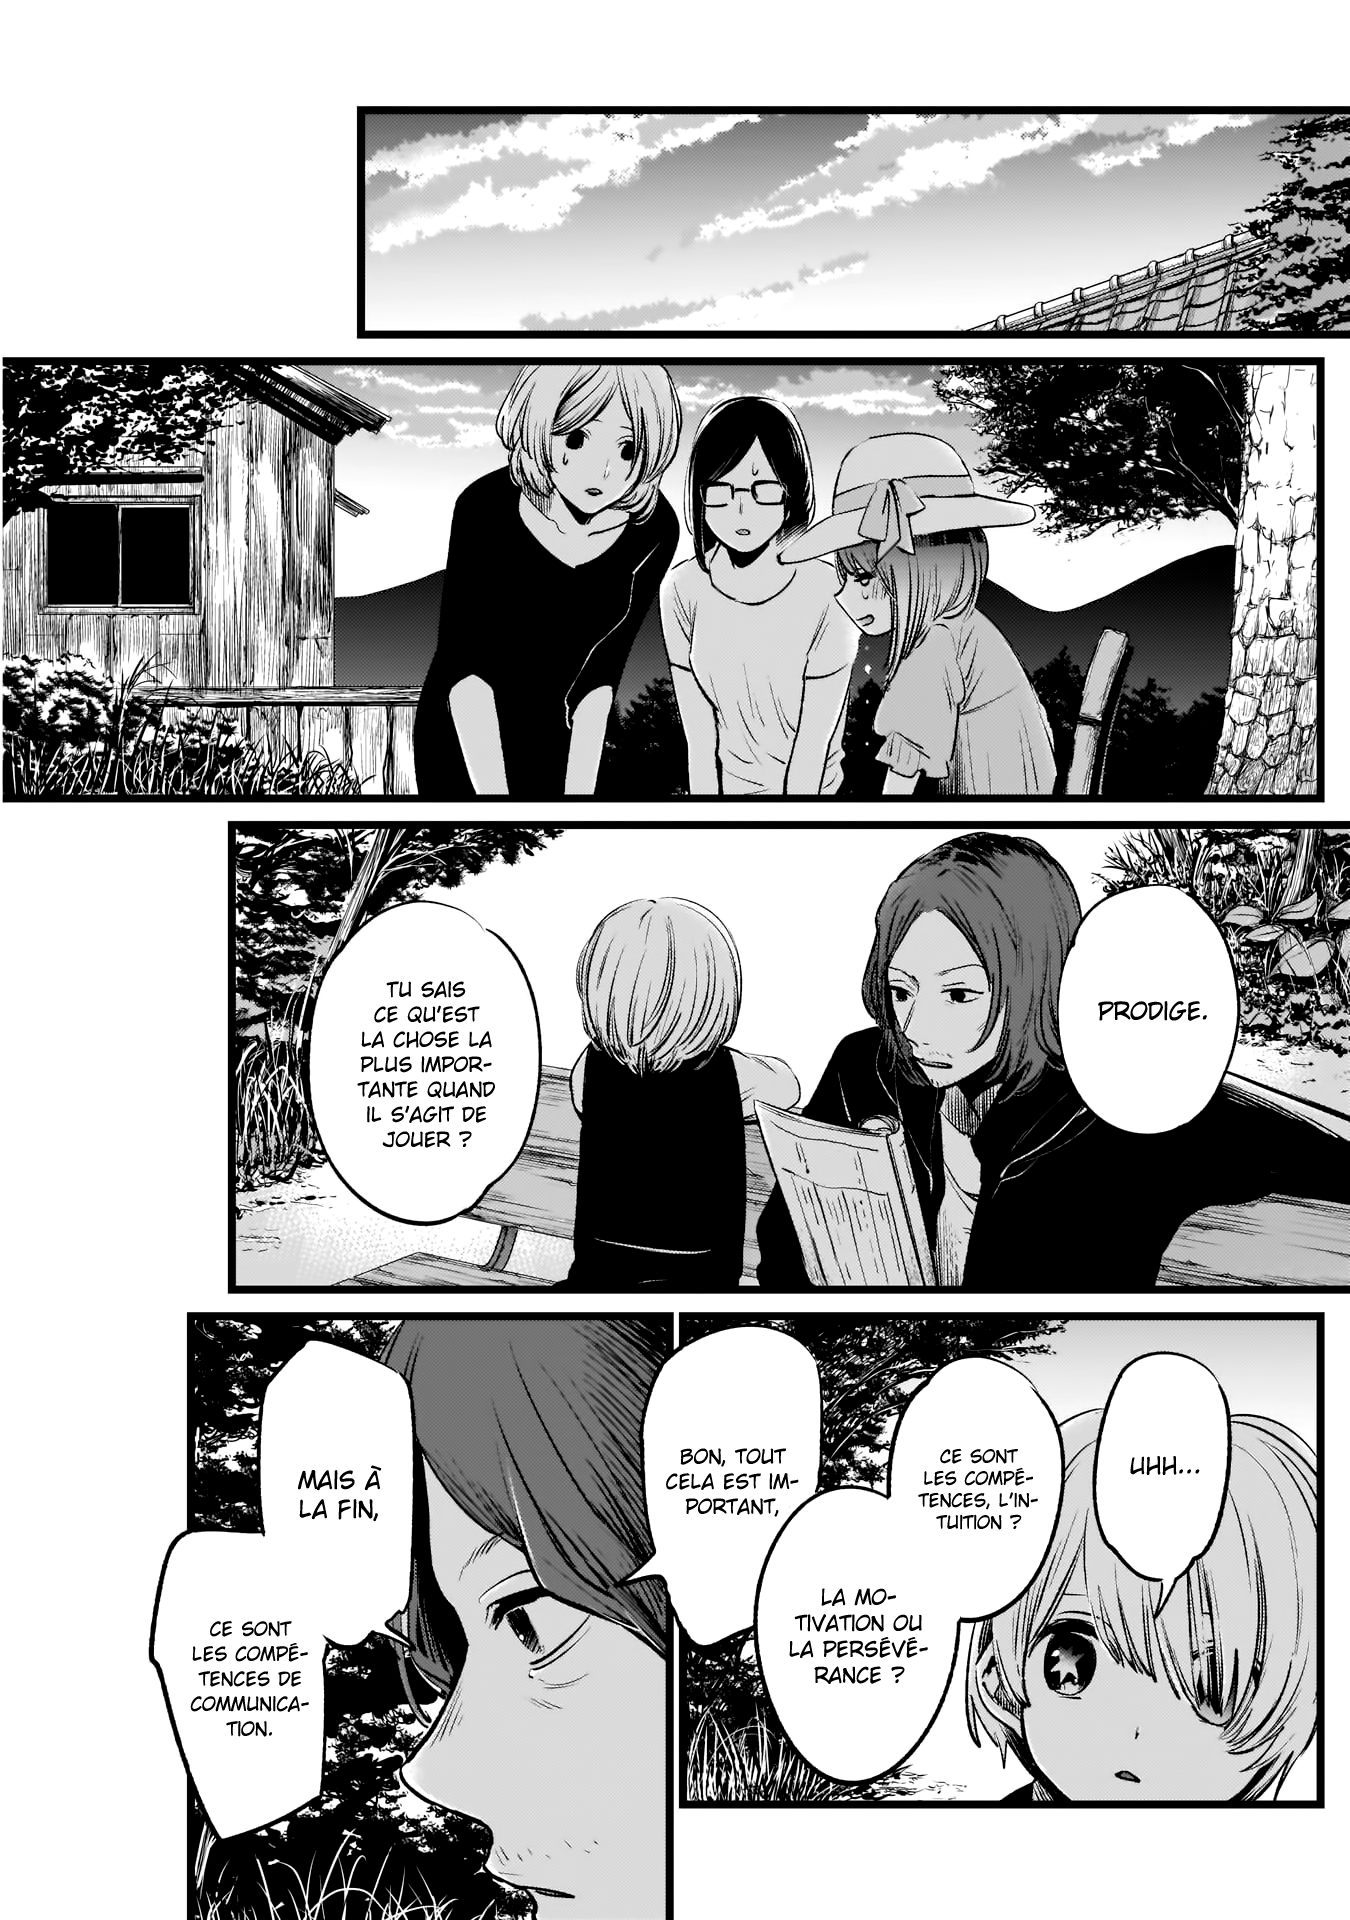 PRODIGE.
TU SAIS
CE QU'EST
LA CHOSE LA
PLUS IMPOR-
TANTE QUAND
IL S'AGIT DE
JOUER ?
UHH...
CE SONT
LES COMPÉ-
TENCES, L'IN-
TUITION ?
LA MO-
TIVATION OU
LA PERSÉVÉ-
RANCE ?
BON, TOUT
CELA EST IM-
PORTANT,
MAIS À
LA FIN,
CE SONT
LES COMPÉ-
TENCES DE
COMMUNICA-
TION.